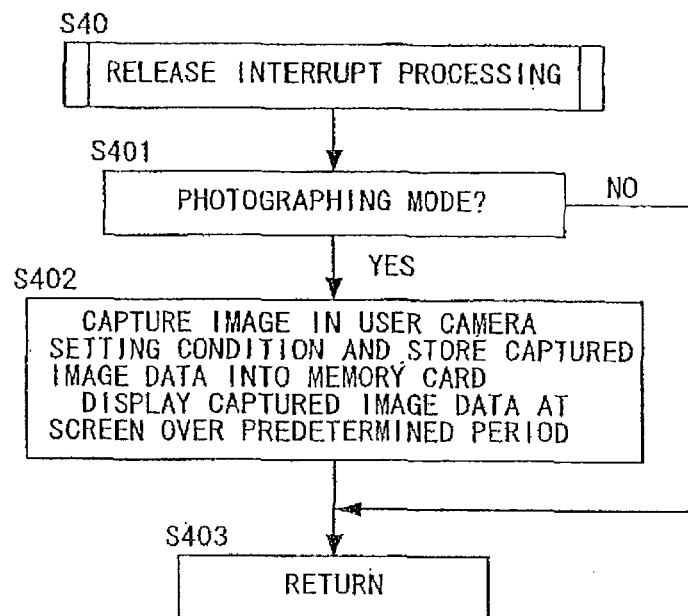 S40
RELEASE INTERRUPT PROCESSING
S401
PHOTOGRAPHING MODE?
NO
YES
S402
CAPTURE IMAGE IN USER CAMERA
SETTING CONDITION AND STORE CAPTURED
IMAGE DATA INTO MEMORY CARD
DISPLAY CAPTURED IMAGE DATA AT
SCREEN OVER PREDETERMINED PERIOD
S403
RETURN